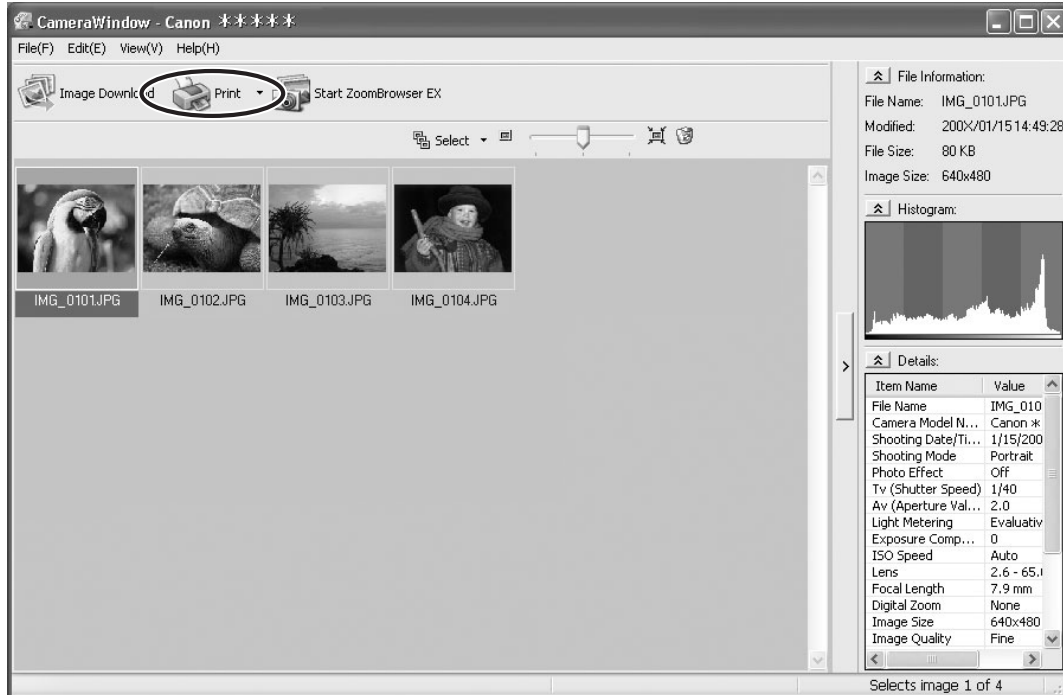 CameraWindow - Canon *****
File(F) Edit(E) View(V) Help(H)
Image Downl d Print Start ZoomBrowser EX
Select
IMG_0101.JPG IMG_0102.JPG IMG_0103.JPG IMG_0104.JPG
File Information:
File Name: IMG_0101.JPG
Modified: 200X/01/15 14:49:28
File Size: 80 KB
Image Size: 640x480
Histogram:
Details:
Item Name Value
File Name IMG_010
Camera Model N... Canon *
Shooting Date/Ti... 1/15/200
Shooting Mode Portrait
Photo Effect Off
Tv (Shutter Speed) 1/40
Av (Aperture Val... 2.0
Light Metering Evaluativ
Exposure Comp... 0
ISO Speed Auto
Lens 2.6 - 65.
Focal Length 7.9 mm
Digital Zoom None
Image Size 640x480
Image Quality Fine
Selects image 1 of 4